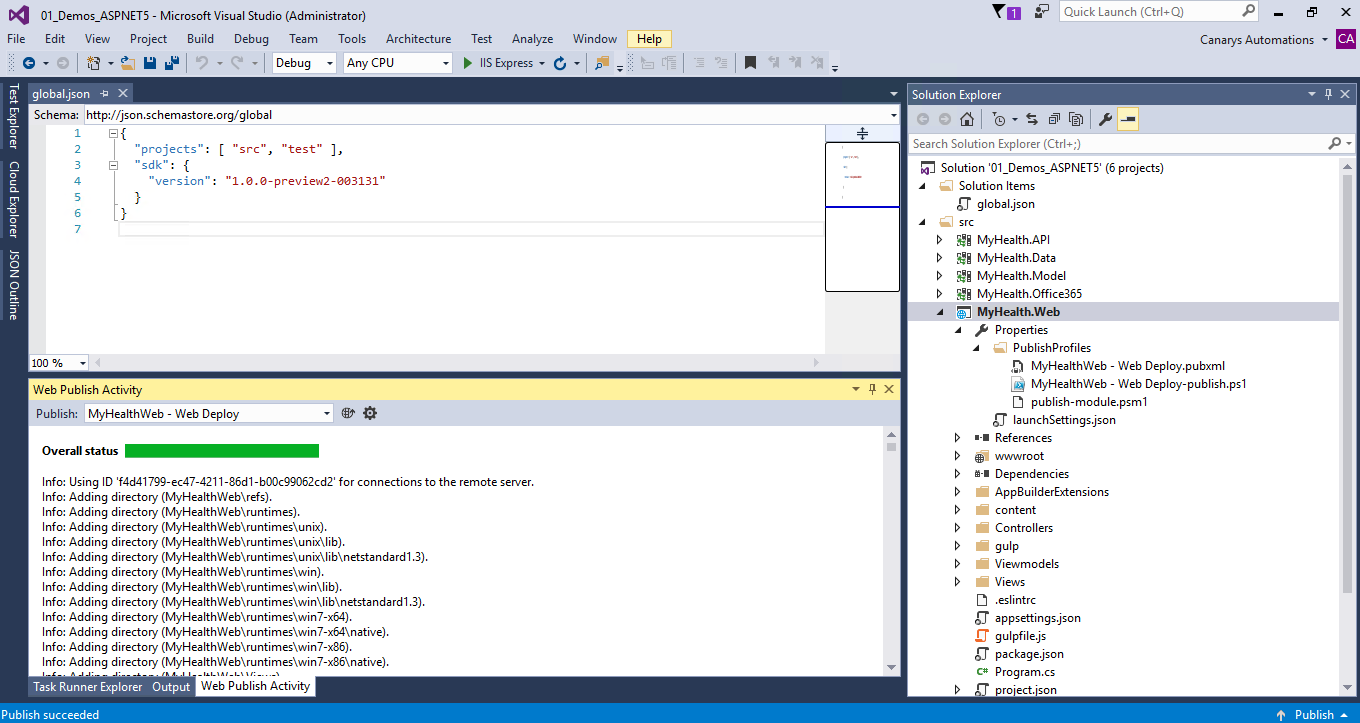 01_Demos_ASPNET5 - Microsoft Visual Studio (Administrator)
1
Quick Launch (Ctrl+Q)
File Edit View Project Build Debug Team Tools Architecture Test Analyze Window Help
Canarys Automations CA
Debug Any CPU IIS Express
Test Explorer
Cloud Explorer
JSON Outline
global.json
Schema: http://json.schemastore.org/global
1 {
2 "projects": [ "src", "test" ],
3 "sdk": {
4 "version": "1.0.0-preview2-003131"
5 }
6 }
7
100 %
Web Publish Activity
Publish: MyHealthWeb - Web Deploy
Overall status
Info: Using ID 'f4d41799-ec47-4211-86d1-b00c99062cd2' for connections to the remote server.
Info: Adding directory (MyHealthWeb\refs).
Info: Adding directory (MyHealthWeb\runtimes).
Info: Adding directory (MyHealthWeb\runtimes\unix).
Info: Adding directory (MyHealthWeb\runtimes\unix\lib).
Info: Adding directory (MyHealthWeb\runtimes\unix\lib\netstandard1.3).
Info: Adding directory (MyHealthWeb\runtimes\win).
Info: Adding directory (MyHealthWeb\runtimes\win\lib).
Info: Adding directory (MyHealthWeb\runtimes\win\lib\netstandard1.3).
Info: Adding directory (MyHealthWeb\runtimes\win7-x64).
Info: Adding directory (MyHealthWeb\runtimes\win7-x64\native).
Info: Adding directory (MyHealthWeb\runtimes\win7-x86).
Info: Adding directory (MyHealthWeb\runtimes\win7-x86\native).
Info: Adding directory (MyHealthWeb\Views).
Task Runner Explorer Output Web Publish Activity
Solution Explorer
Search Solution Explorer (Ctrl+;)
Solution '01_Demos_ASPNET5' (6 projects)
Solution Items
global.json
src
MyHealth.API
MyHealth.Data
MyHealth.Model
MyHealth.Office365
MyHealth.Web
Properties
PublishProfiles
MyHealthWeb - Web Deploy.pubxml
MyHealthWeb - Web Deploy-publish.ps1
publish-module.psm1
launchSettings.json
References
wwwroot
Dependencies
AppBuilderExtensions
content
Controllers
gulp
Viewmodels
Views
.eslintrc
appsettings.json
gulpfile.js
package.json
C# Program.cs
project.json
Publish succeeded
Publish